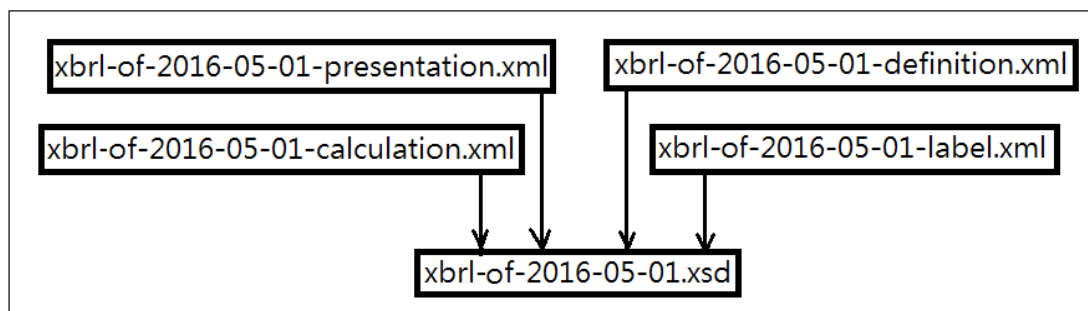 xbrl-of-2016-05-01-presentation.xml
xbrl-of-2016-05-01-definition.xml
xbrl-of-2016-05-01-calculation.xml
xbrl-of-2016-05-01-label.xml
xbrl-of-2016-05-01.xsd